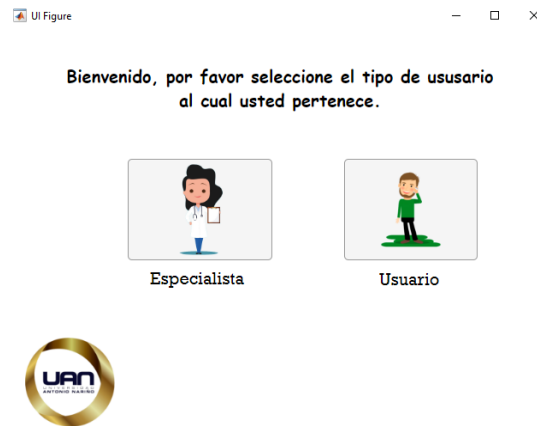 UI Figure
Bienvenido, por favor seleccione el tipo de ususario
al cual usted pertenece.
Especialista
Usuario
UAN
UNIVERSIDAD
ANTONIO NARIÑO